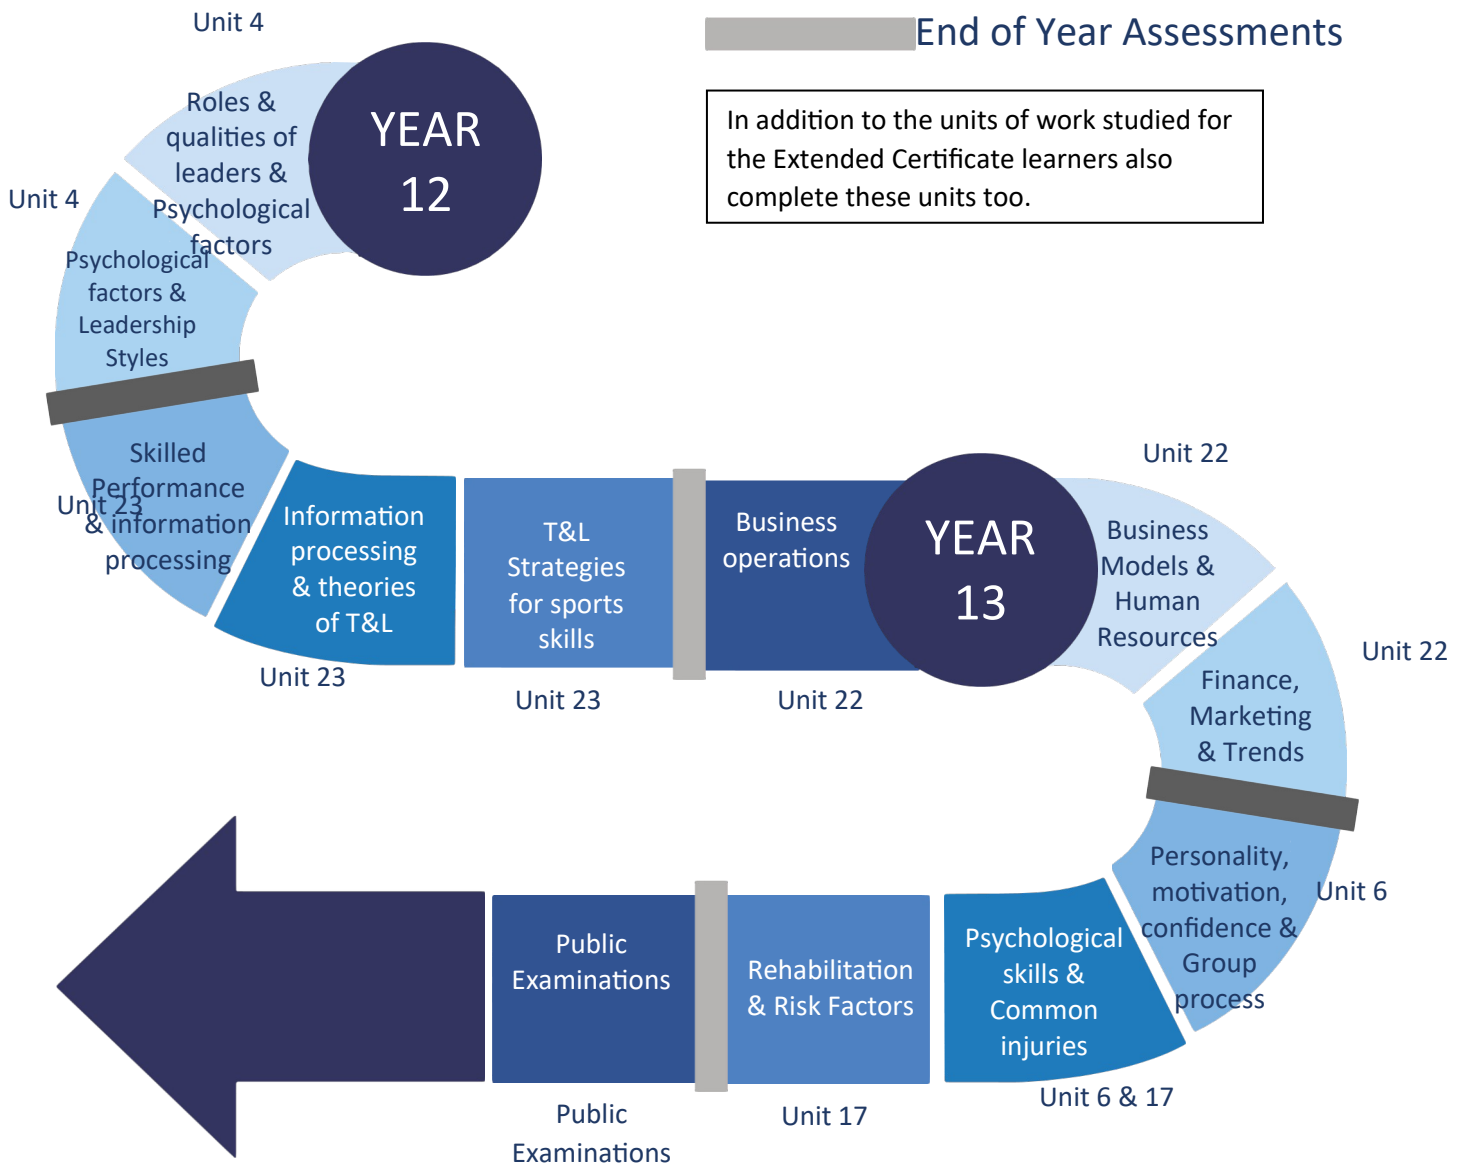 Unit 4
End of Year Assessments
In addition to the units of work studied for
the Extended Certificate learners also
complete these units too.
YEAR
12
Roles &
qualities of
leaders &
Psychological
factors
Unit 4
Psychological
factors &
Leadership
Styles
Skilled
Performance
& information
processing
Unit 23
Information
processing
& theories
of T&L
Unit 23
T&L
Strategies
for sports
skills
Unit 23
Business
operations
Unit 22
YEAR
13
Unit 22
Business
Models &
Human
Resources
Unit 22
Finance,
Marketing
& Trends
Personality,
motivation,
confidence &
Group
process
Unit 6
Psychological
skills &
Common
injuries
Unit 6 & 17
Rehabilitation
& Risk Factors
Unit 17
Public
Examinations
Public
Examinations